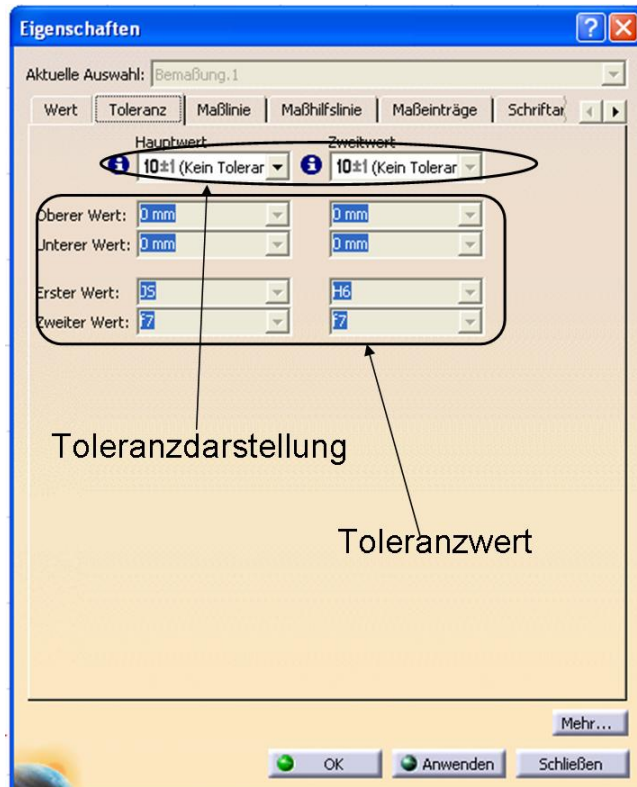 Eigenschaften
Aktuelle Auswahl: Bemaßung.1
Wert Toleranz Maßlinie Maßhilfslinie Maßeinträge Schriftar
Hauptwert Zweitwert
10±1 (Kein Tolerar 10±1 (Kein Tolerar
Oberer Wert: 0 mm 0 mm
Unterer Wert: 0 mm 0 mm
Erster Wert: JS H6
Zweiter Wert: f7 f7
Toleranzdarstellung
Toleranzwert
Mehr...
OK Anwenden Schließen